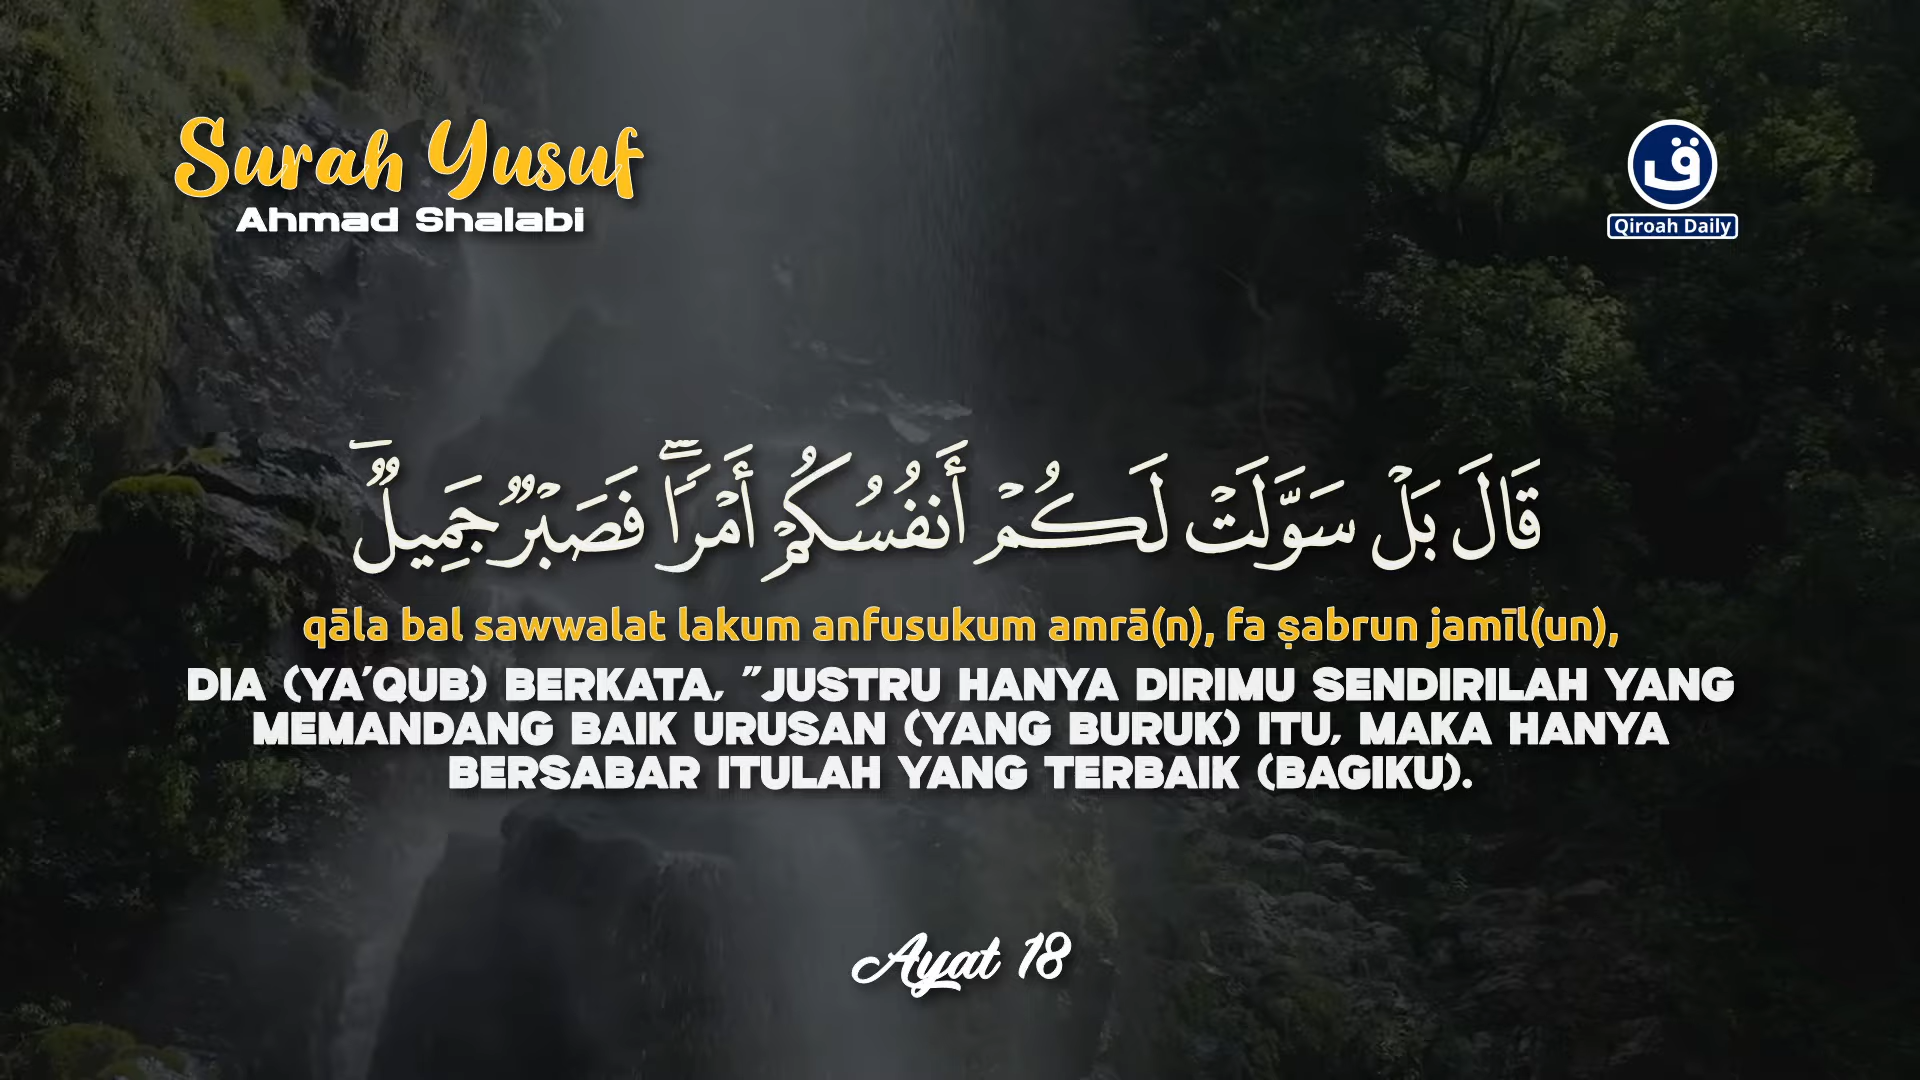 Surah Yusuf
Ahmad Shalabi
ق
Qiroah Daily
قَالَ بَلْ سَوَّلَتْ لَكُمْ أَنفُسُكُمْ أَمْرًاۖ فَصَبْرٌ جَمِيلٌۖ
qāla bal sawwalat lakum anfusukum amrā(n), fa ṣabrun jamīl(un),
DIA (YA'QUB) BERKATA, "JUSTRU HANYA DIRIMU SENDIRILAH YANG
MEMANDANG BAIK URUSAN (YANG BURUK) ITU, MAKA HANYA
BERSABAR ITULAH YANG TERBAIK (BAGIKU).
Ayat 18